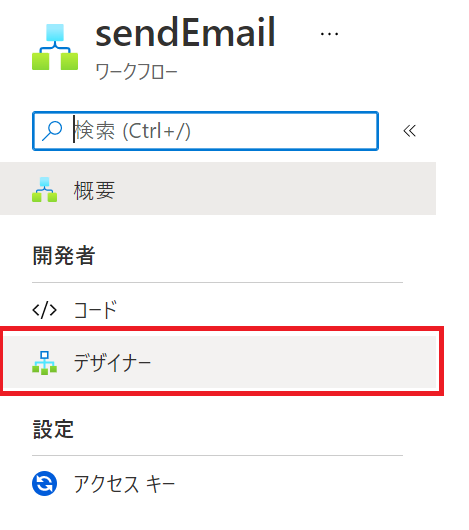 sendEmail ...
ワークフロー
検索 (Ctrl+/) «
概要
開発者
</> コード
デザイナー
設定
アクセス キー